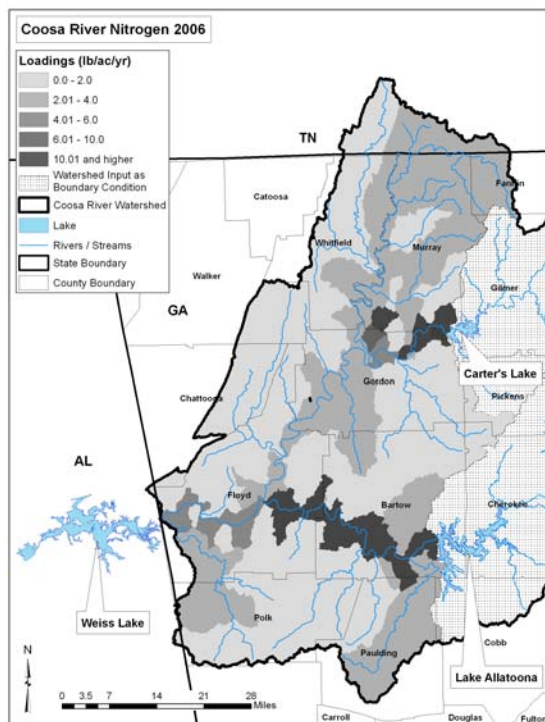 Coosa River Nitrogen 2006
Loadings (lb/ac/yr)
0.0 - 2.0
2.01 - 4.0
4.01 - 6.0
6.01 - 10.0
10.01 and higher
Watershed Input as
Boundary Condition
Coosa River Watershed
Lake
Rivers / Streams
State Boundary
County Boundary
TN
Fannin
Catoosa
Whitfield
Murray
Walker
Gilmer
GA
Carter's Lake
Gordon
Pickens
Chattooga
AL
Floyd
Bartow
Cherokee
Weiss Lake
Polk
Cobb
Lake Allatoona
Paulding
N
0 3.5 7 14 21 28
Miles
Carroll
Douglas
Fulton